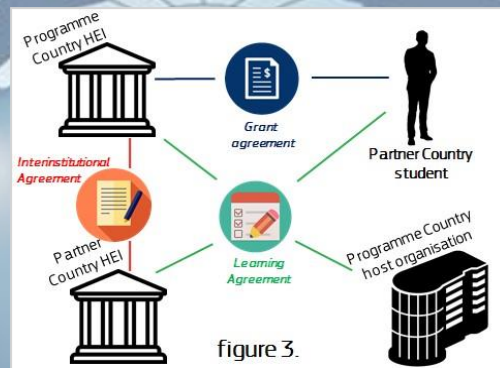 Programme
Country HEI
Grant
agreement
Partner Country
student
Interinstitutional
Agreement
Partner
Country HEI
Learning
Agreement
Programme Country
host organisation
figure 3.